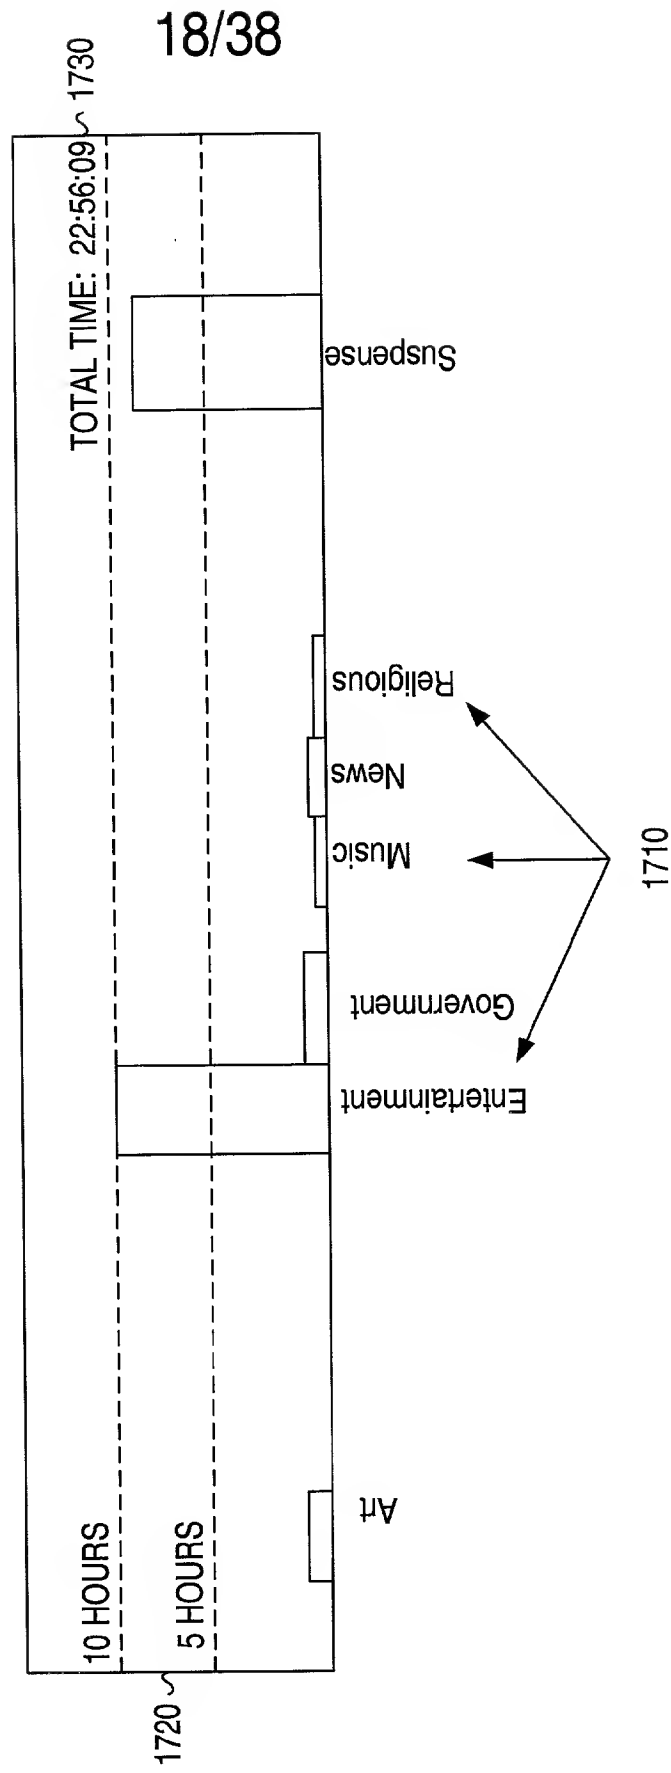 18/38
1730
TOTAL TIME: 22:56:09
10 HOURS
5 HOURS
1720
Art
Entertainment
Government
Music
News
Religious
Suspense
1710